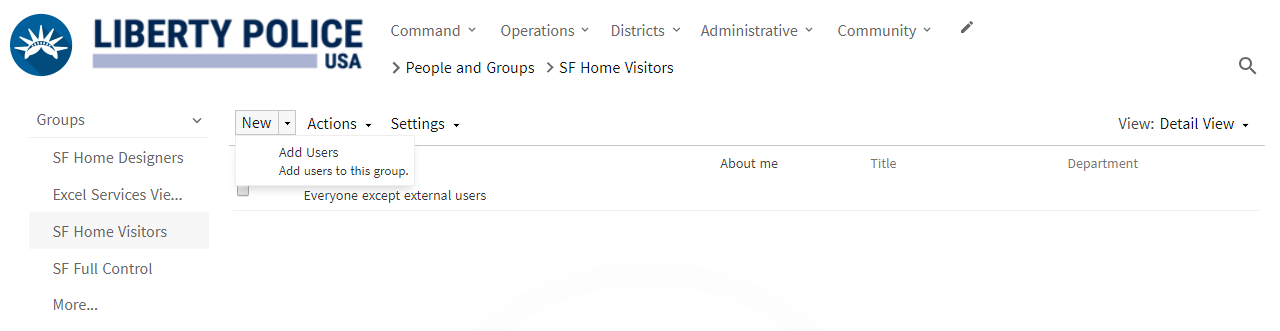 LIBERTY POLICE
USA
Command Operations Districts Administrative Community
People and Groups SF Home Visitors
Groups
SF Home Designers
Excel Services Vie...
SF Home Visitors
SF Full Control
More...
New Actions Settings View: Detail View
Add Users
Add users to this group.
About me Title Department
Everyone except external users